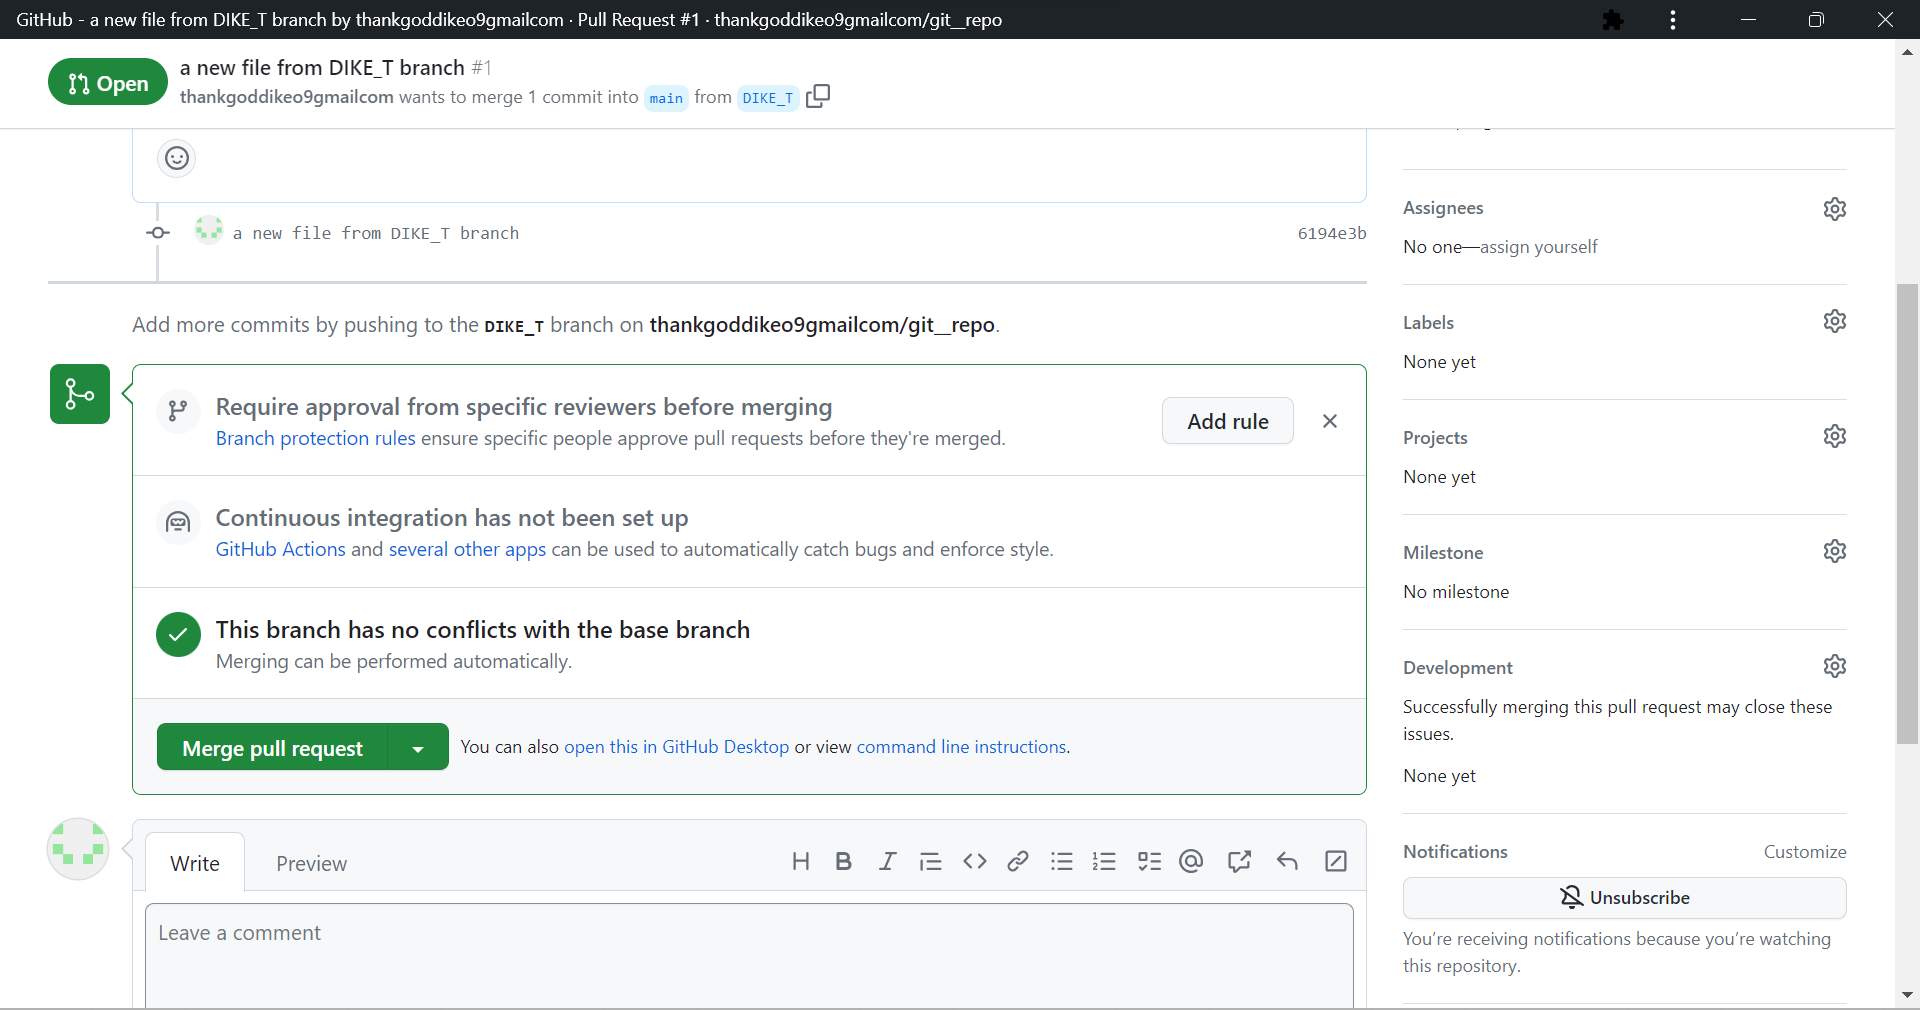 GitHub - a new file from DIKE_T branch by thankgoddikeo9gmailcom · Pull Request #1 · thankgoddikeo9gmailcom/git__repo
Open
a new file from DIKE_T branch #1
thankgoddikeo9gmailcom wants to merge 1 commit into main from DIKE_T
a new file from DIKE_T branch
6194e3b
Add more commits by pushing to the DIKE_T branch on thankgoddikeo9gmailcom/git__repo.
Require approval from specific reviewers before merging
Branch protection rules ensure specific people approve pull requests before they're merged.
Add rule
Continuous integration has not been set up
GitHub Actions and several other apps can be used to automatically catch bugs and enforce style.
This branch has no conflicts with the base branch
Merging can be performed automatically.
Merge pull request
You can also open this in GitHub Desktop or view command line instructions.
Write
Preview
Leave a comment
Assignees
No one—assign yourself
Labels
None yet
Projects
None yet
Milestone
No milestone
Development
Successfully merging this pull request may close these
issues.
None yet
Notifications
Customize
Unsubscribe
You're receiving notifications because you're watching
this repository.